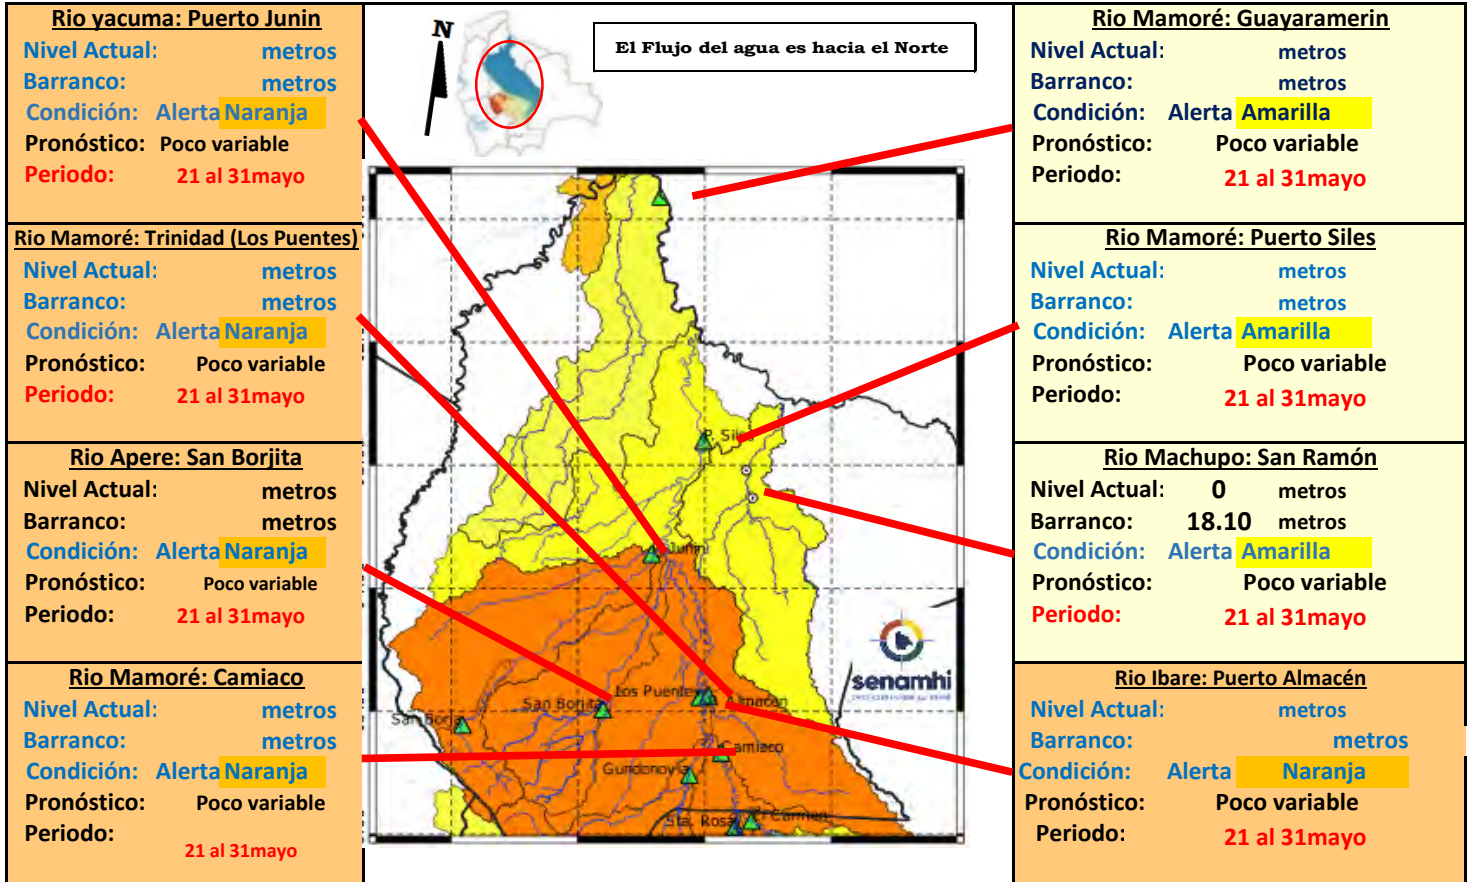 Rio yacuma: Puerto Junin
Nivel Actual: metros
Barranco: metros
Condición: Alerta Naranja
Pronóstico: Poco variable
Periodo: 21 al 31mayo
Rio Mamoré: Trinidad (Los Puentes)
Nivel Actual: metros
Barranco: metros
Condición: Alerta Naranja
Pronóstico: Poco variable
Periodo: 21 al 31mayo
Rio Apere: San Borjita
Nivel Actual: metros
Barranco: metros
Condición: Alerta Naranja
Pronóstico: Poco variable
Periodo: 21 al 31mayo
Rio Mamoré: Camiaco
Nivel Actual: metros
Barranco: metros
Condición: Alerta Naranja
Pronóstico: Poco variable
Periodo:
21 al 31mayo
N
El Flujo del agua es hacia el Norte
P. Siles
Junin
Los Puentes
Almacén
San Borjita
San Borja
Camiaco
Gundonovia
Sta. Rosa
El Carmen
senamhi
Rio Mamoré: Guayaramerin
Nivel Actual: metros
Barranco: metros
Condición: Alerta Amarilla
Pronóstico: Poco variable
Periodo: 21 al 31mayo
Rio Mamoré: Puerto Siles
Nivel Actual: metros
Barranco: metros
Condición: Alerta Amarilla
Pronóstico: Poco variable
Periodo: 21 al 31mayo
Rio Machupo: San Ramón
Nivel Actual: 0 metros
Barranco: 18.10 metros
Condición: Alerta Amarilla
Pronóstico: Poco variable
Periodo: 21 al 31mayo
Rio Ibare: Puerto Almacén
Nivel Actual: metros
Barranco: metros
Condición: Alerta Naranja
Pronóstico: Poco variable
Periodo: 21 al 31mayo